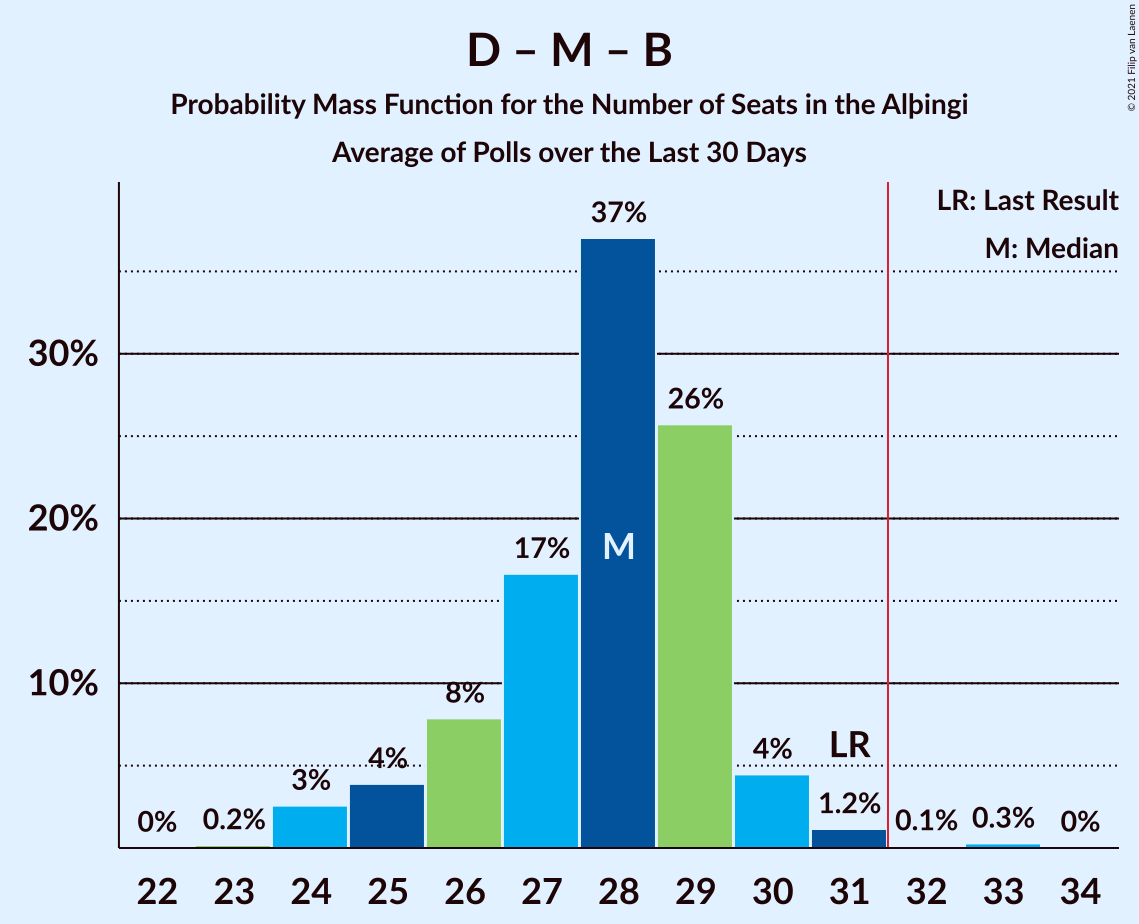 D – M – B
Probability Mass Function for the Number of Seats in the Alþingi
Average of Polls over the Last 30 Days
© 2021 Filip van Laenen
LR: Last Result
M: Median
37%
30%
26%
20%
17%
M
10%
8%
4%
3%
0%
0.2%
4%
LR
1.2%
0.1%
0.3%
0%
22 23 24 25 26 27 28 29 30 31 32 33 34